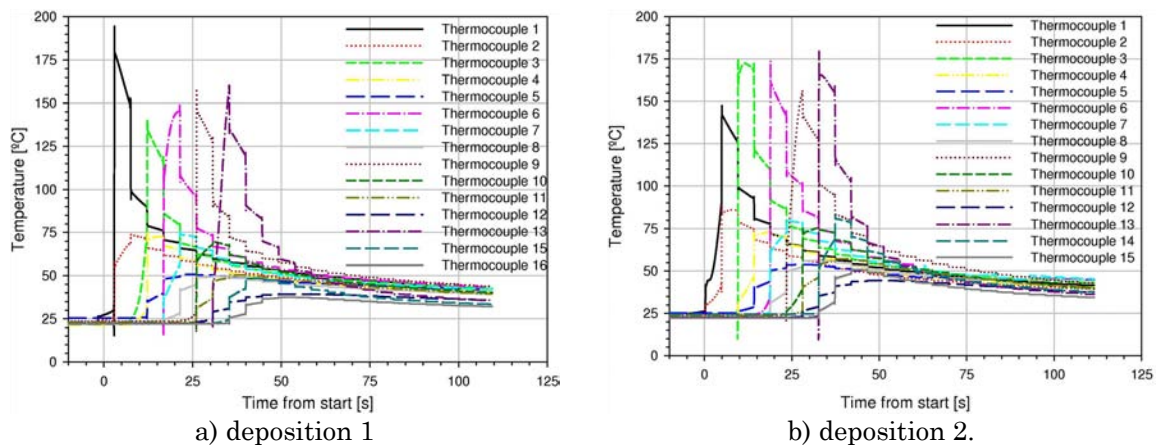 200
175
150
125
100
75
50
25
0
Temperature [ºC]
Thermocouple 1
Thermocouple 2
Thermocouple 3
Thermocouple 4
Thermocouple 5
Thermocouple 6
Thermocouple 7
Thermocouple 8
Thermocouple 9
Thermocouple 10
Thermocouple 11
Thermocouple 12
Thermocouple 13
Thermocouple 15
Thermocouple 16
0 25 50 75 100 125
Time from start [s]
a) deposition 1
200
175
150
125
100
75
50
25
0
Temperature [ºC]
Thermocouple 1
Thermocouple 2
Thermocouple 3
Thermocouple 4
Thermocouple 5
Thermocouple 6
Thermocouple 7
Thermocouple 8
Thermocouple 9
Thermocouple 10
Thermocouple 11
Thermocouple 12
Thermocouple 13
Thermocouple 14
Thermocouple 15
0 25 50 75 100 125
Time from start [s]
b) deposition 2.